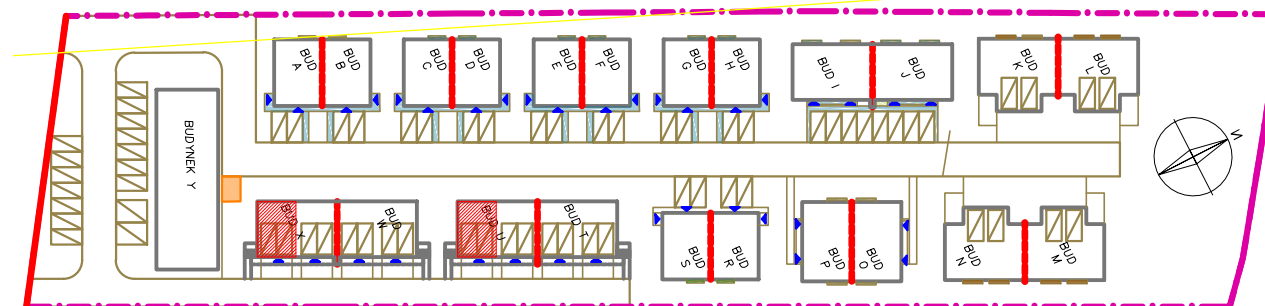 BUD A
BUD B
BUD C
BUD D
BUD E
BUD F
BUD G
BUD H
BUD I
BUD J
BUD K
BUD L
N
BUDYNEK Y
BUD X
BUD W
BUD U
BUD T
BUD S
BUD R
BUD P
BUD O
BUD N
BUD M